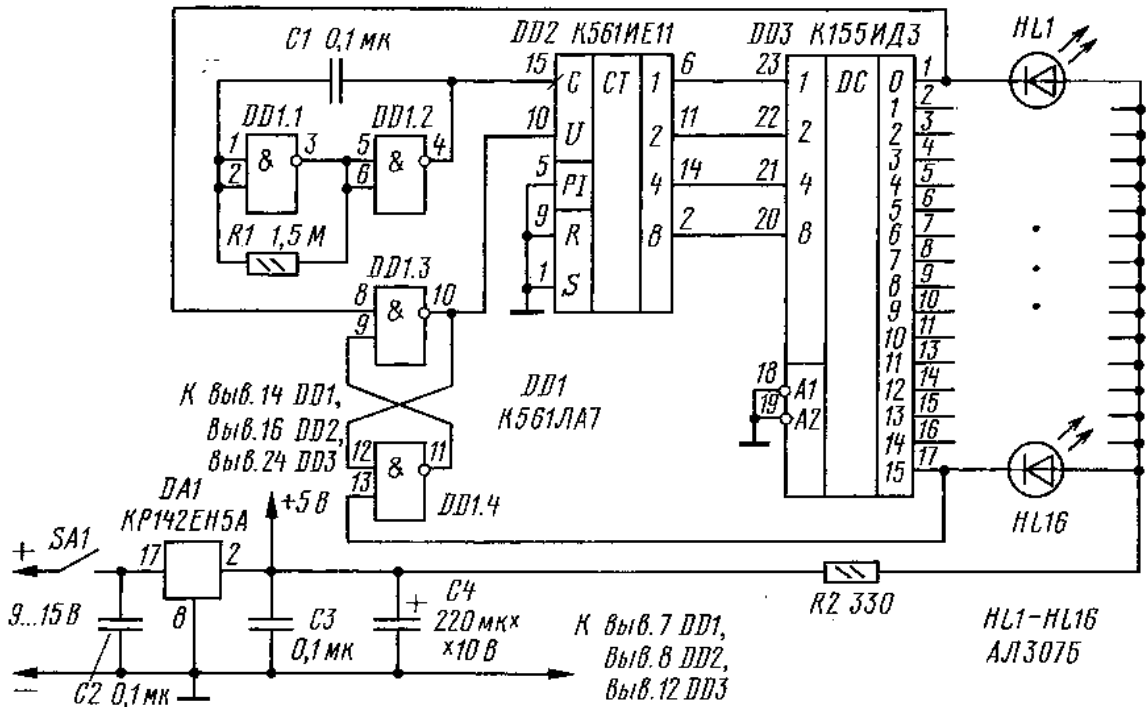 C1 0,1 мк
DD2 К561ИЕ11
DD3 К155ИД3
HL1
DD1.1
DD1.2
1
2
&
3
5
6
&
4
R1 1,5 М
15
10
5
9
1
C
U
PI
R
S
CT
1
2
4
8
6
11
14
2
23
22
21
20
18
19
1
2
4
8
A1
A2
DC
0
1
2
3
4
5
6
7
8
9
10
11
12
13
14
15
1
2
3
4
5
6
7
8
9
10
11
13
14
15
16
17
DD1.3
8
9
&
10
12
13
&
11
DD1.4
DD1
К561ЛА7
К выв.14 DD1,
выв.16 DD2,
выв.24 DD3
+5 В
DA1
КР142ЕН5А
SA1
+
17
2
8
9...15 В
–
C2 0,1 мк
C3
0,1 мк
+
C4
220 мк×
×10 В
К выв.7 DD1,
выв.8 DD2,
выв.12 DD3
R2 330
HL16
HL1-HL16
АЛ307Б